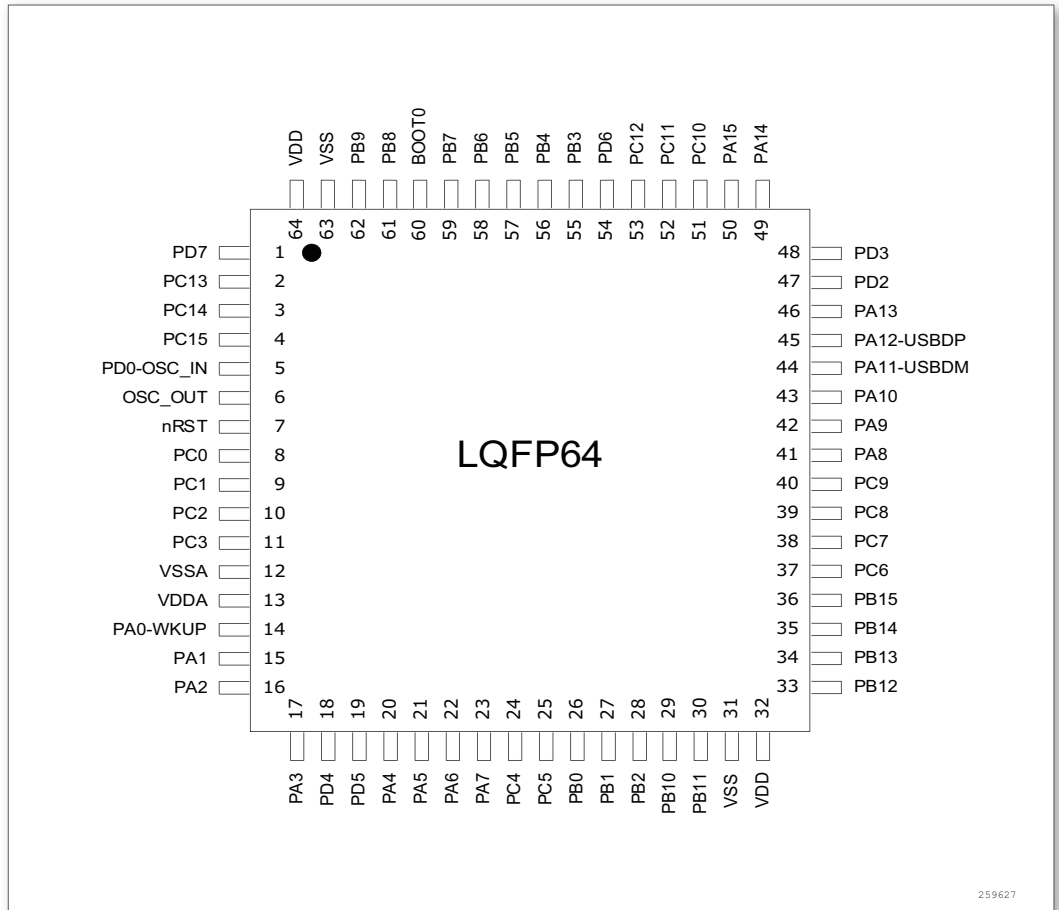 VDD VSS PB9 PB8 BOOT0 PB7 PB6 PB5 PB4 PB3 PD6 PC12 PC11 PC10 PA15 PA14
64 63 62 61 60 59 58 57 56 55 54 53 52 51 50 49
PD7 1 48 PD3
PC13 2 47 PD2
PC14 3 46 PA13
PC15 4 45 PA12-USBDP
PD0-OSC_IN 5 44 PA11-USBDM
OSC_OUT 6 43 PA10
nRST 7 42 PA9
PC0 8 41 PA8
LQFP64
PC1 9 40 PC9
PC2 10 39 PC8
PC3 11 38 PC7
VSSA 12 37 PC6
VDDA 13 36 PB15
PA0-WKUP 14 35 PB14
PA1 15 34 PB13
PA2 16 33 PB12
17 18 19 20 21 22 23 24 25 26 27 28 29 30 31 32
PA3 PD4 PD5 PA4 PA5 PA6 PA7 PC4 PC5 PB0 PB1 PB2 PB10 PB11 VSS VDD
259627